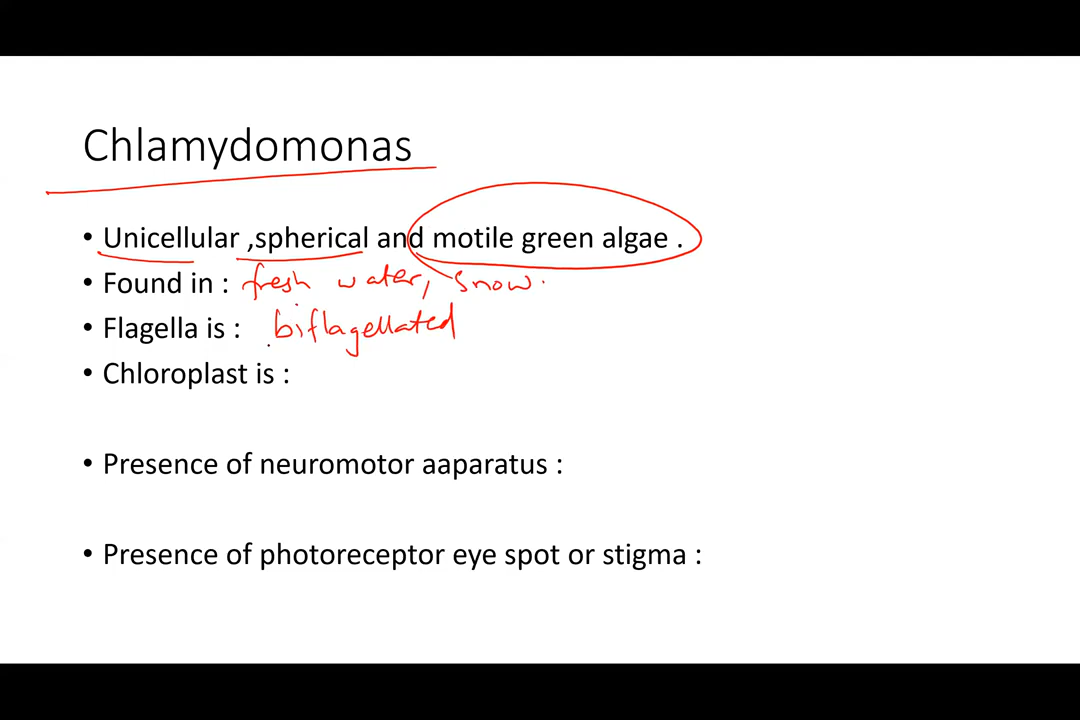 Chlamydomonas
• Unicellular ,spherical and motile green algae .
• Found in : fresh water, snow.
• Flagella is : biflagellated
• Chloroplast is :
• Presence of neuromotor aaparatus :
• Presence of photoreceptor eye spot or stigma :